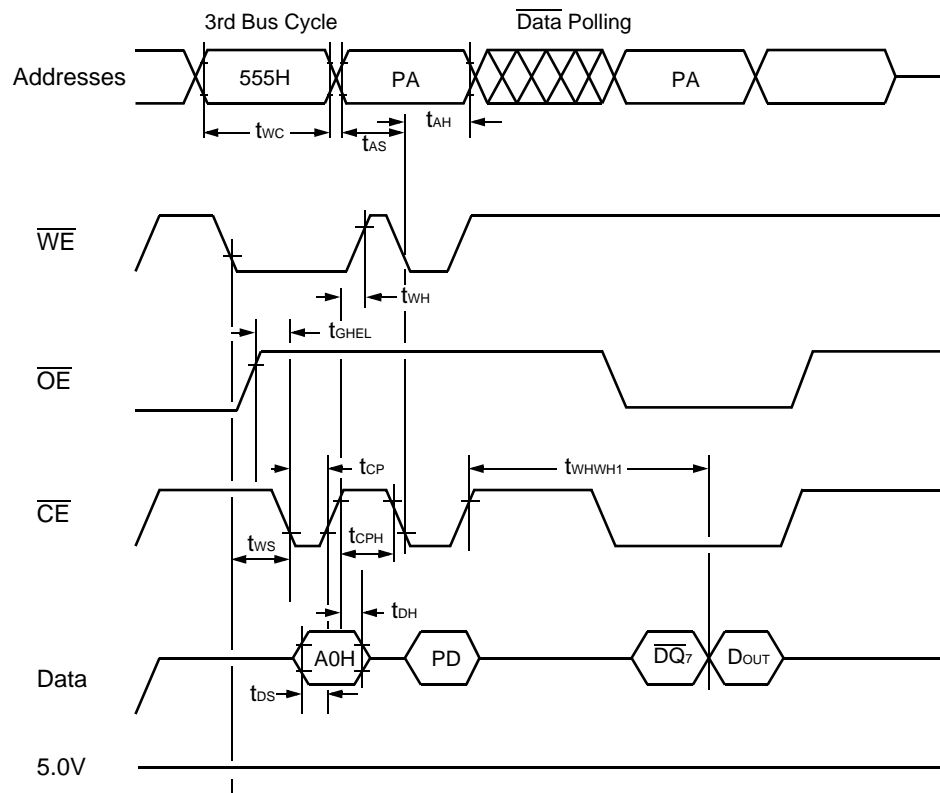 3rd Bus Cycle
Data Polling
Addresses
555H
PA
PA
tWC
tAS
tAH
WE
tWH
tGHEL
OE
tCP
tWHWH1
CE
tWS
tCPH
tDH
Data
A0H
PD
DQ7
DOUT
tDS
5.0V